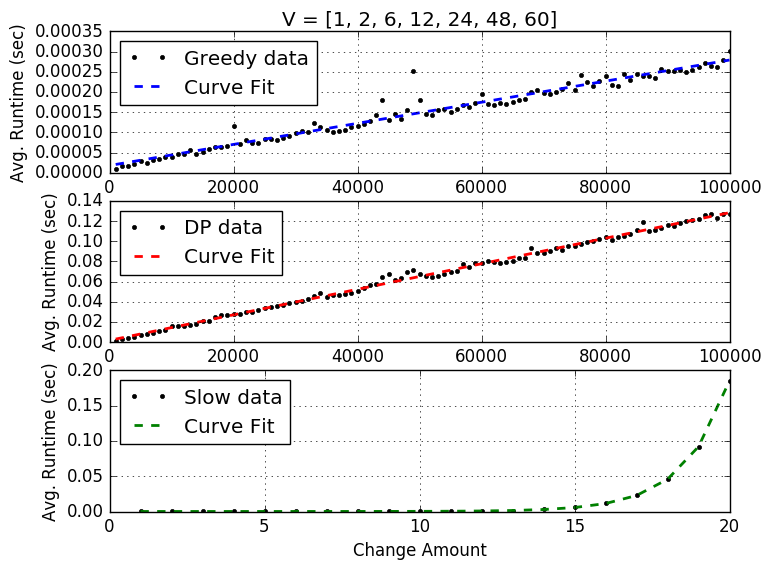 V = [1, 2, 6, 12, 24, 48, 60]
0.00035
0.00030
0.00025
0.00020
0.00015
0.00010
0.00005
0.00000
Avg. Runtime (sec)
Greedy data
Curve Fit
0 20000 40000 60000 80000 100000
0.14
0.12
0.10
0.08
0.06
0.04
0.02
0.00
Avg. Runtime (sec)
DP data
Curve Fit
0 20000 40000 60000 80000 100000
0.20
0.15
0.10
0.05
0.00
Avg. Runtime (sec)
Slow data
Curve Fit
0 5 10 15 20
Change Amount